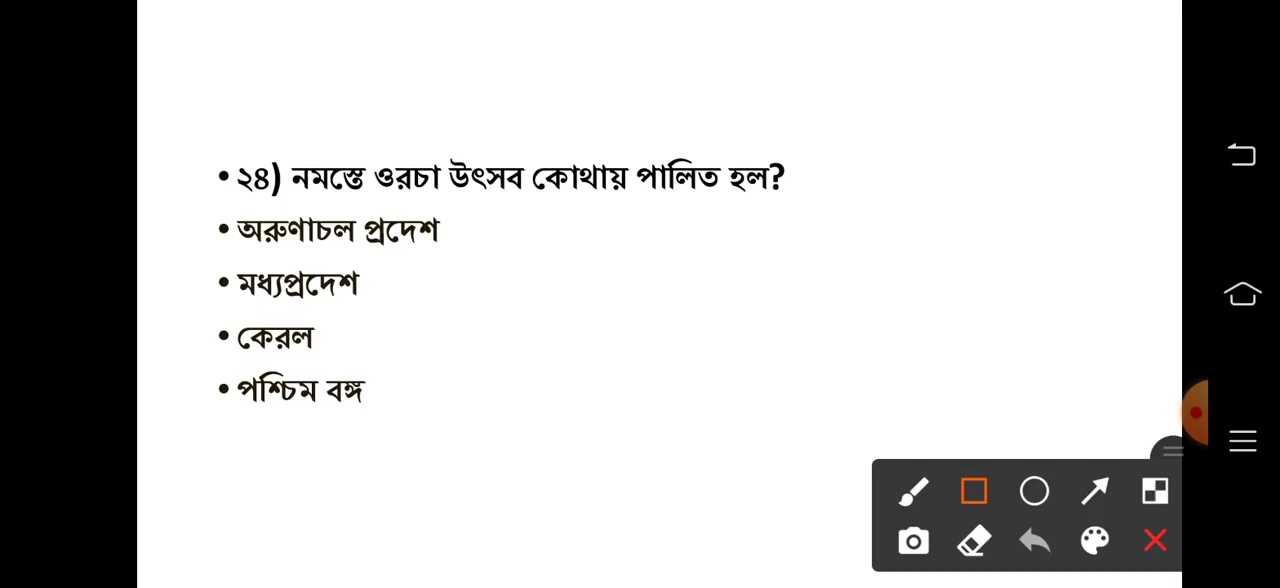 • ২৪) নমস্তে ওরচা উৎসব কোথায় পালিত হল?
• অরুণাচল প্রদেশ
• মধ্যপ্রদেশ
• কেরল
• পশ্চিম বঙ্গ